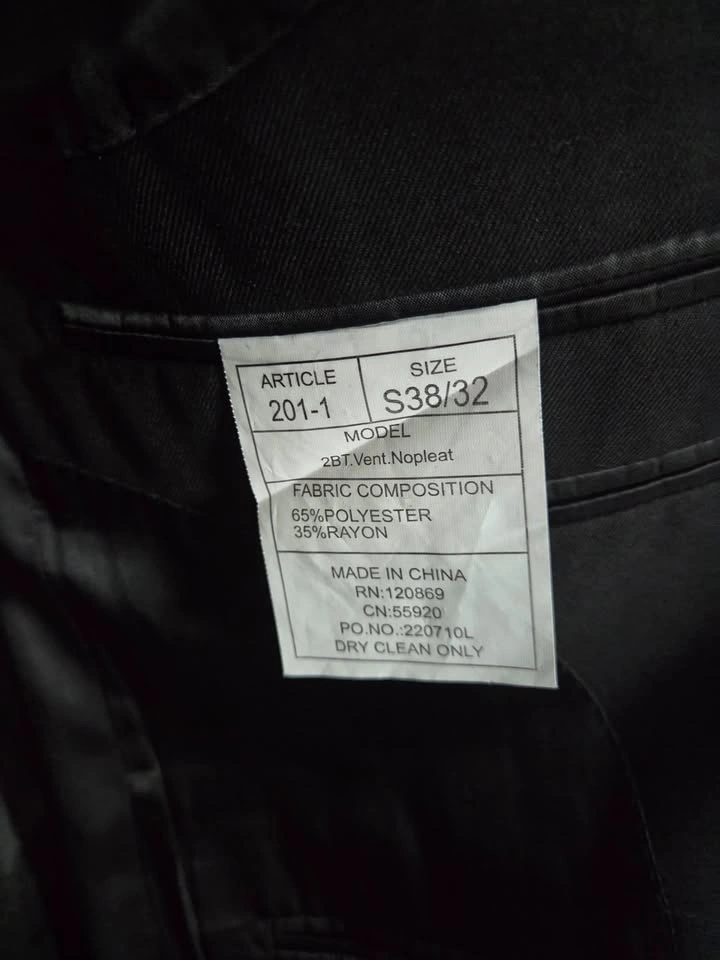 ARTICLE
201-1
SIZE
S38/32
MODEL
2BT.Vent.Nopleat
FABRIC COMPOSITION
65%POLYESTER
35%RAYON
MADE IN CHINA
RN:120869
CN:55920
PO.NO.:220710L
DRY CLEAN ONLY